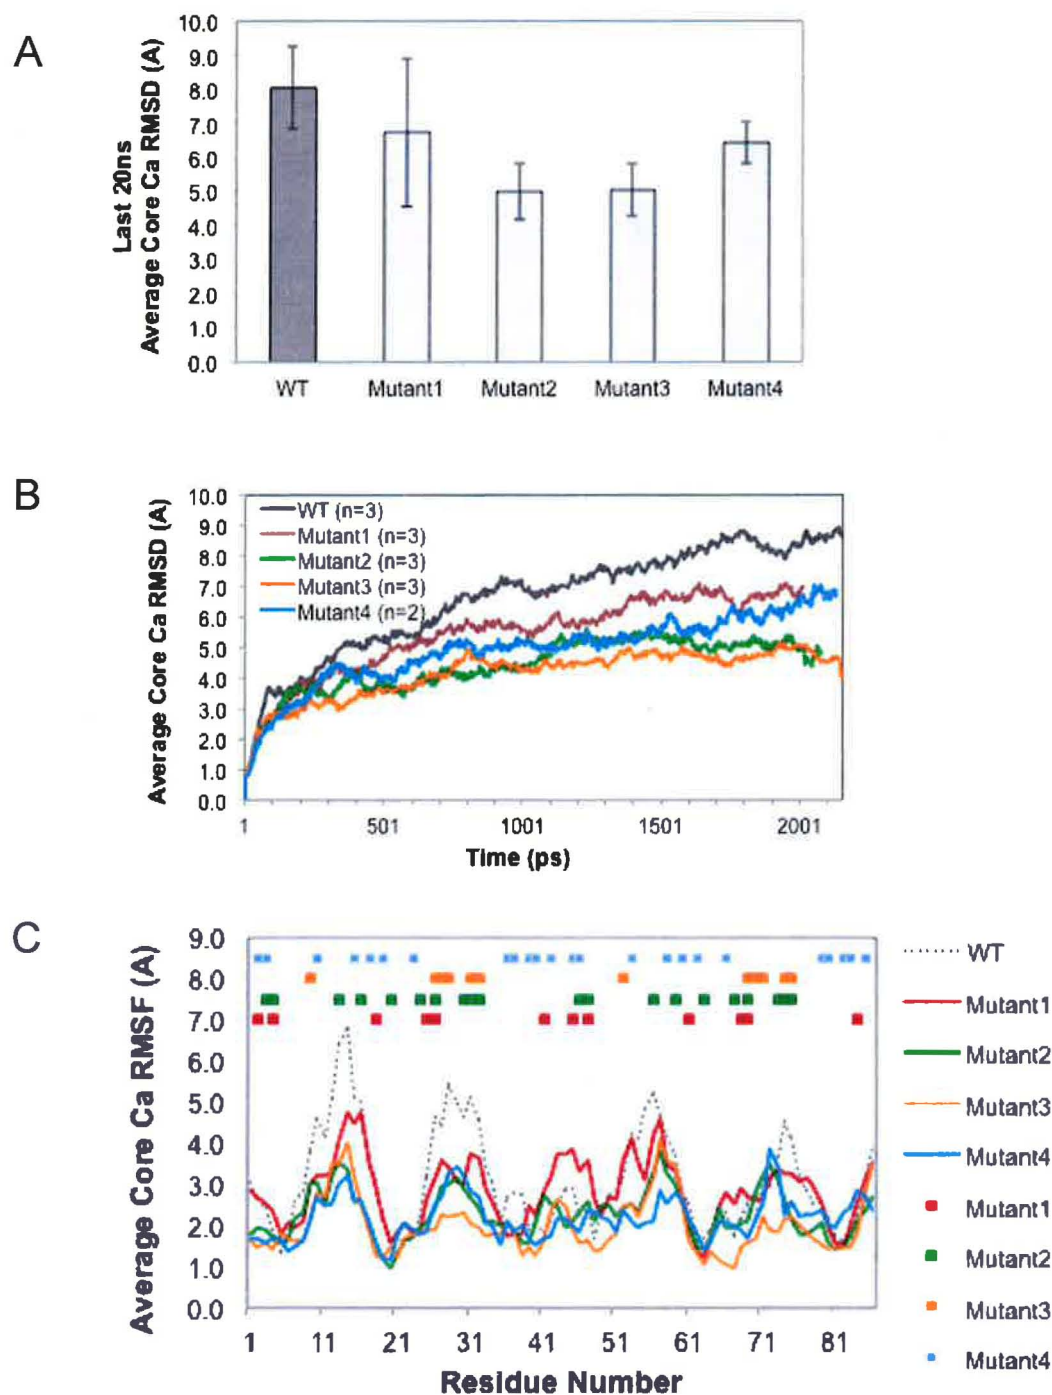 A
Last 20ns
Average Core Ca RMSD (A)
10.0
9.0
8.0
7.0
6.0
5.0
4.0
3.0
2.0
1.0
0.0
WT Mutant1 Mutant2 Mutant3 Mutant4
B
Average Core Ca RMSD (A)
10.0
9.0
8.0
7.0
6.0
5.0
4.0
3.0
2.0
1.0
0.0
WT (n=3)
Mutant1 (n=3)
Mutant2 (n=3)
Mutant3 (n=3)
Mutant4 (n=2)
1 501 1001 1501 2001
Time (ps)
C
Average Core Ca RMSF (A)
9.0
8.0
7.0
6.0
5.0
4.0
3.0
2.0
1.0
0.0
1 11 21 31 41 51 61 71 81
Residue Number
WT
Mutant1
Mutant2
Mutant3
Mutant4
Mutant1
Mutant2
Mutant3
Mutant4